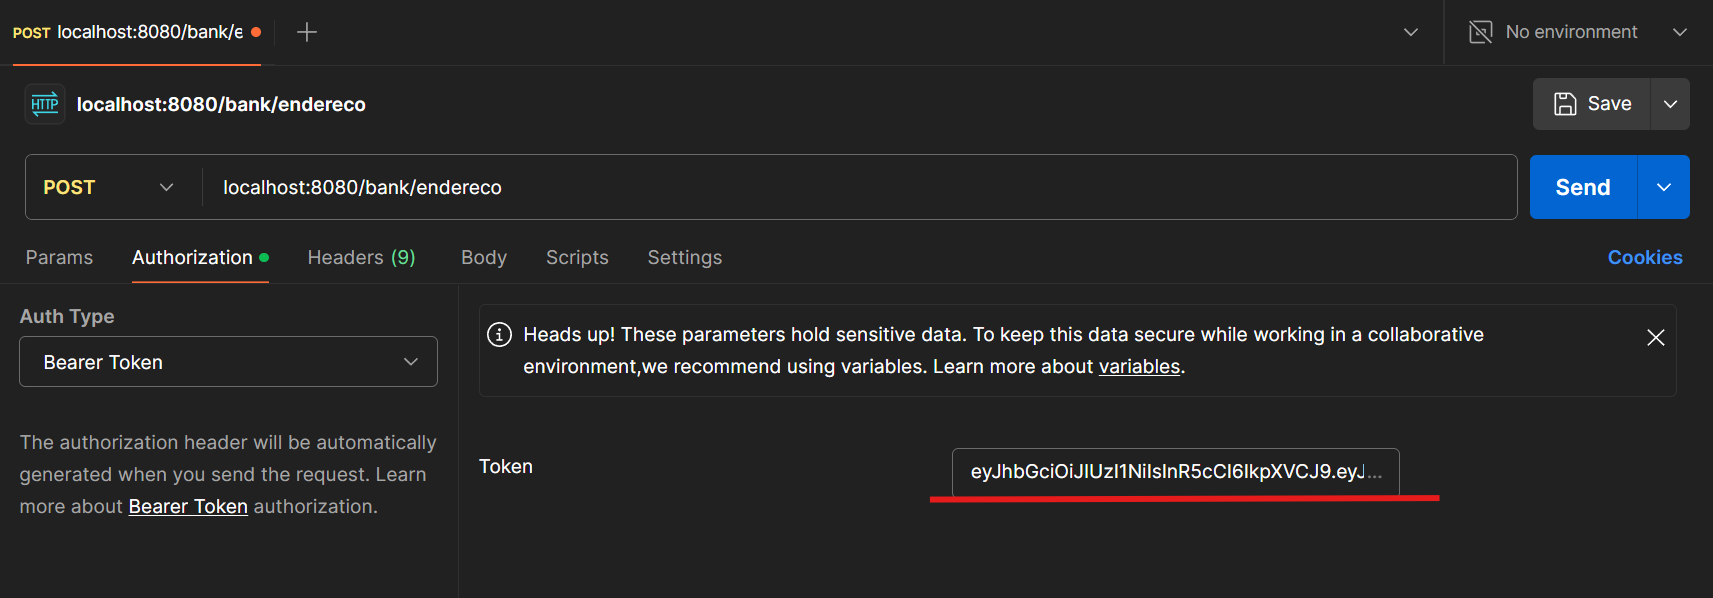 POST localhost:8080/bank/e
No environment
HTTP localhost:8080/bank/endereco
Save
POST localhost:8080/bank/endereco
Send
Params Authorization Headers (9) Body Scripts Settings Cookies
Auth Type
Bearer Token
The authorization header will be automatically
generated when you send the request. Learn
more about Bearer Token authorization.
Heads up! These parameters hold sensitive data. To keep this data secure while working in a collaborative
environment,we recommend using variables. Learn more about variables.
Token
eyJhbGciOiJIUzI1NiIsInR5cCI6IkpXVCJ9.eyJ...